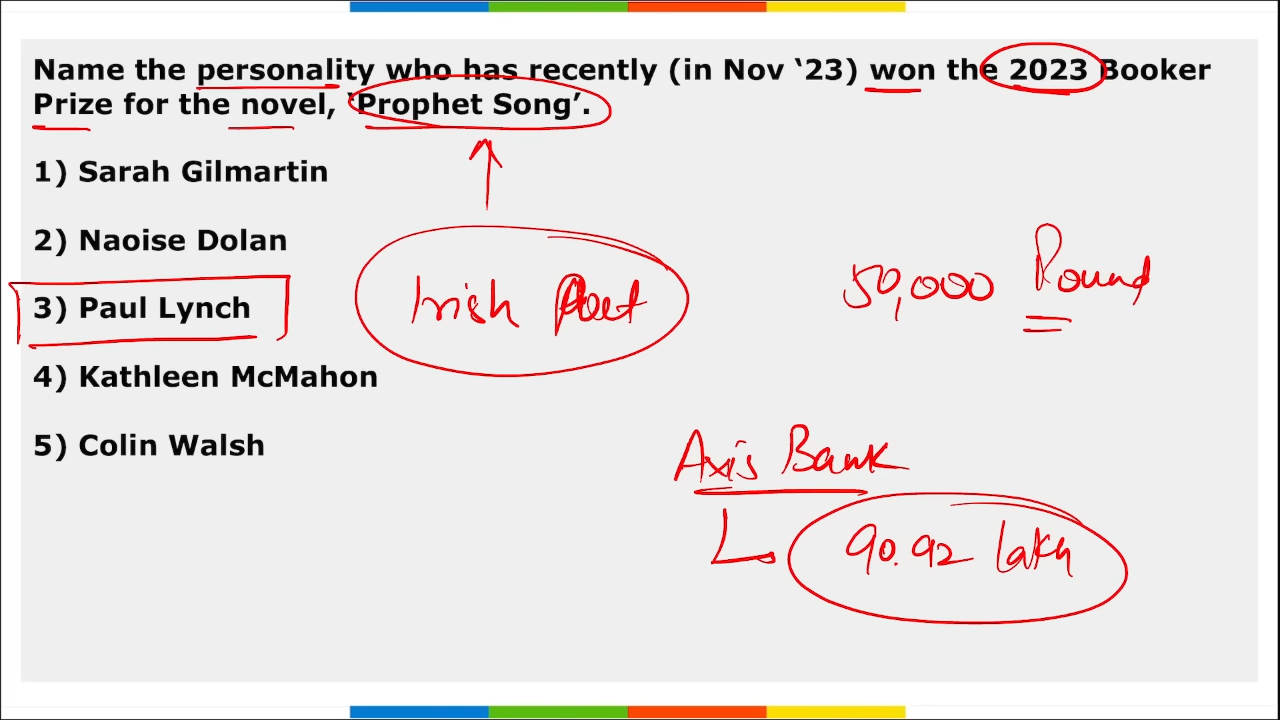 Name the personality who has recently (in Nov ‘23) won the 2023 Booker
Prize for the novel, ‘Prophet Song’.
1) Sarah Gilmartin
2) Naoise Dolan
3) Paul Lynch
Irish Poet
50,000 Pound
4) Kathleen McMahon
5) Colin Walsh
Axis Bank
90.92 lakh